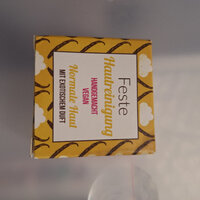 Feste
Hautreinigung
HANDGEMACHT
VEGAN
Normale Haut
MIT EXOTISCHEM DUFT